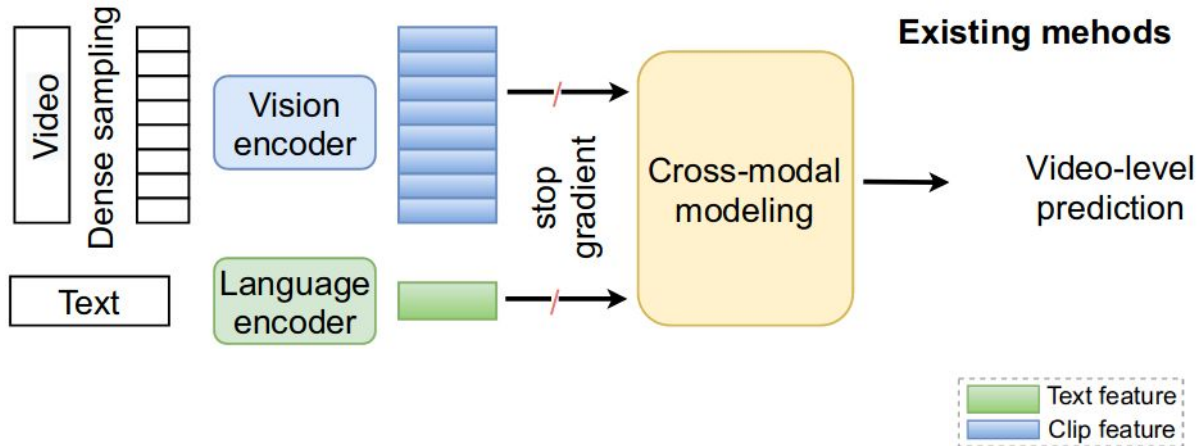 Existing mehods
Video
Dense sampling
Vision
encoder
stop
gradient
Cross-modal
modeling
Video-level
prediction
Text
Language
encoder
Text feature
Clip feature